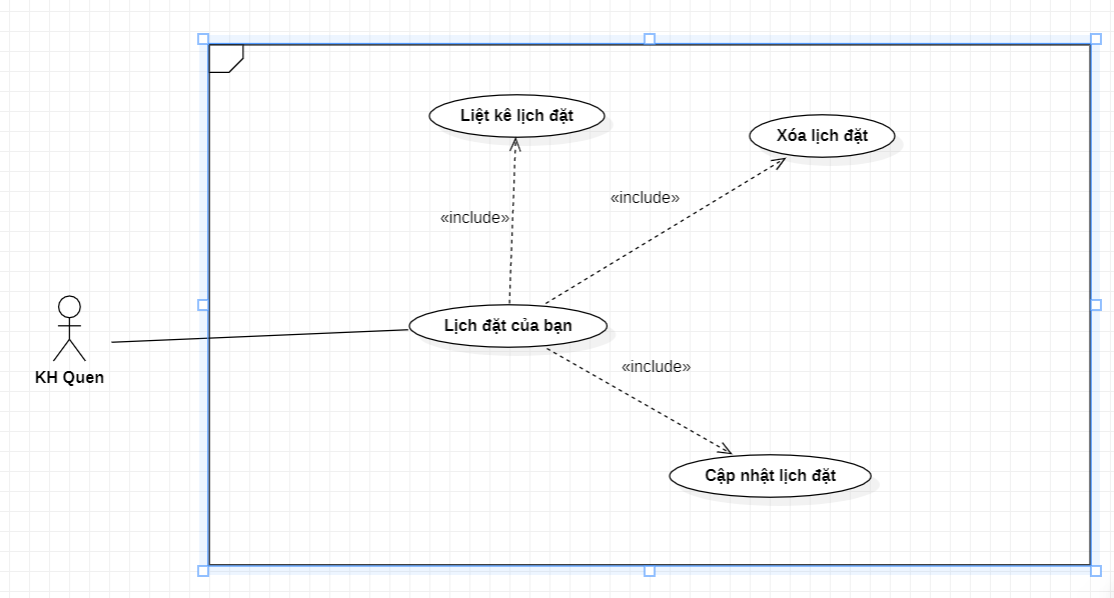 Liệt kê lịch đặt
Xóa lịch đặt
«include»
«include»
Lịch đặt của bạn
«include»
KH Quen
Cập nhật lịch đặt